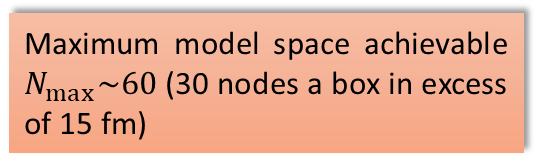 Maximum model space achievable
𝑁max~60 (30 nodes a box in excess
of 15 fm)